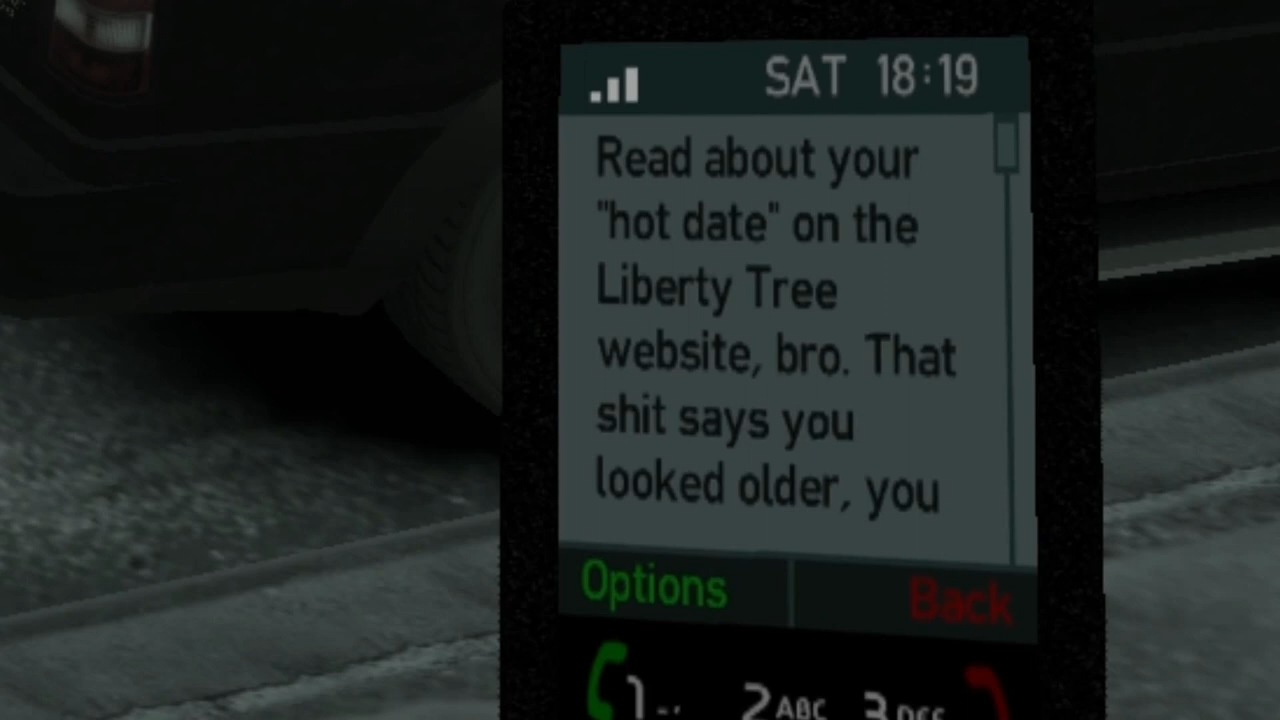 SAT 18:19
Read about your
"hot date" on the
Liberty Tree
website, bro. That
shit says you
looked older, you
Options Back
1 2ABC 3DEF